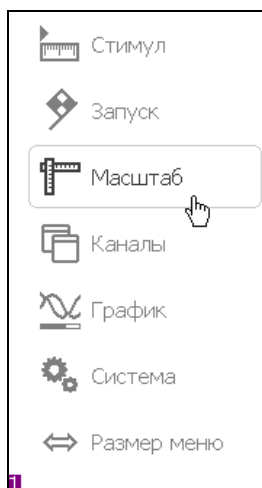 Стимул
Запуск
Масштаб
Каналы
График
Система
Размер меню
1